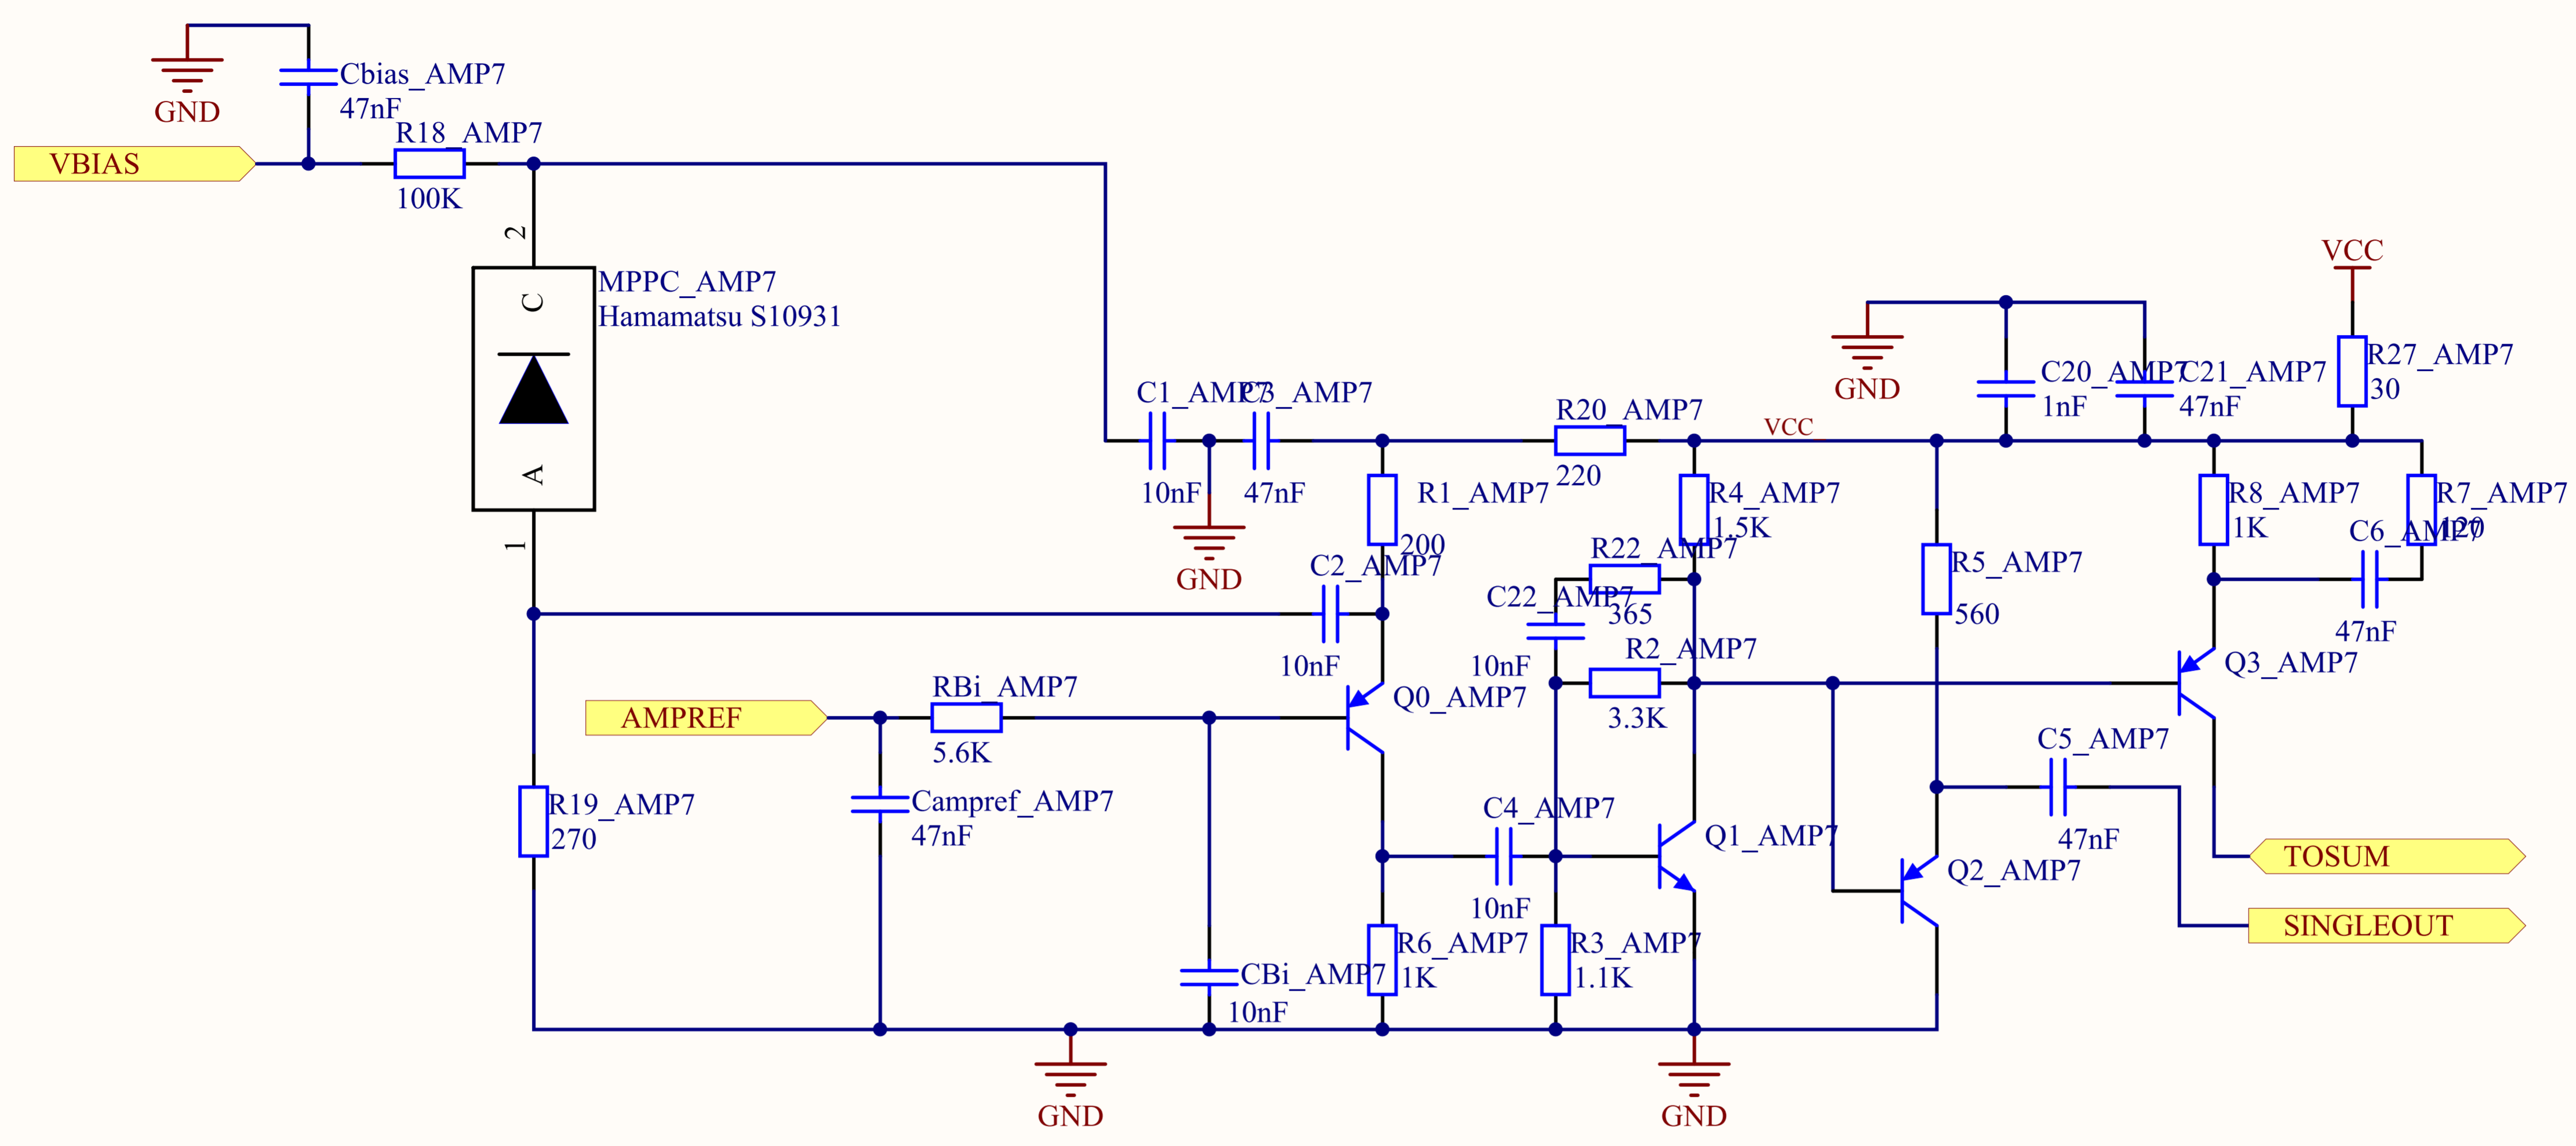 Cbias_AMP7
47nF
GND
R18_AMP7
VBIAS
100K
2
MPPC_AMP7
Hamamatsu S10931
C
A
1
VCC
R27_AMP7
30
GND
C20_AMP7
1nF
C21_AMP7
47nF
C1_AMP7
10nF
C3_AMP7
47nF
GND
R20_AMP7
220
VCC
R1_AMP7
200
R4_AMP7
1.5K
R8_AMP7
1K
R7_AMP7
120
C6_AMP7
47nF
C2_AMP7
10nF
R22_AMP7
365
C22_AMP7
10nF
R5_AMP7
560
R2_AMP7
3.3K
Q3_AMP7
RBi_AMP7
5.6K
AMPREF
Q0_AMP7
C5_AMP7
47nF
R19_AMP7
270
Campref_AMP7
47nF
C4_AMP7
10nF
Q1_AMP7
Q2_AMP7
TOSUM
SINGLEOUT
CBi_AMP7
10nF
R6_AMP7
1K
R3_AMP7
1.1K
GND
GND